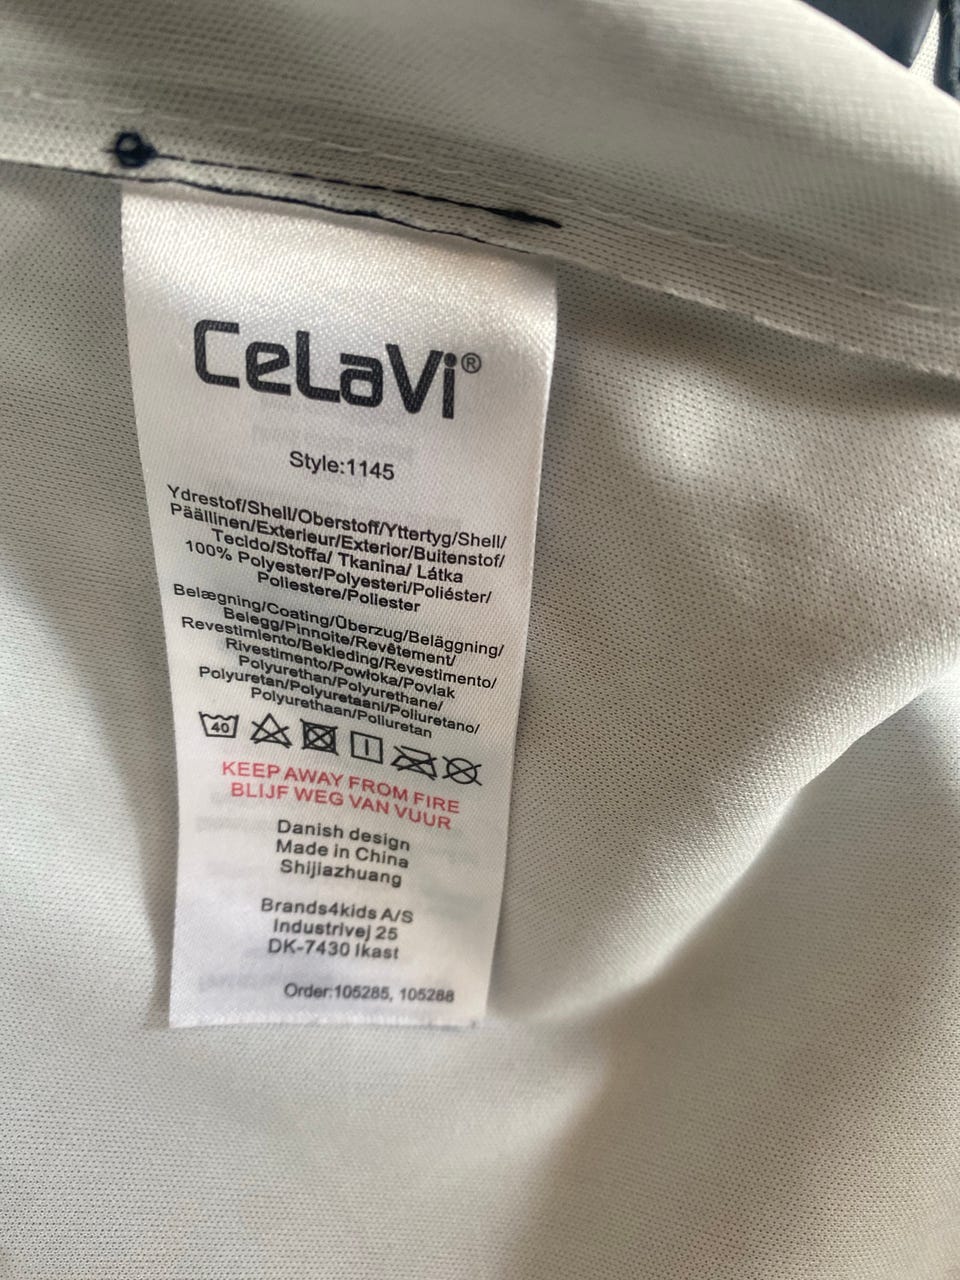 CeLaVi®
Style:1145
Ydrestof/Shell/Oberstoff/Yttertyg/Shell/
Päällinen/Exterieur/Exterior/Buitenstof/
Tecido/Stoffa/ Tkanina/ Látka
100% Polyester/Polyesteri/Poliéster/
Poliestere/Poliester
Belægning/Coating/Überzug/Beläggning/
Belegg/Pinnoite/Revêtement/
Revestimiento/Bekleding/Revestimento/
Rivestimento/Powłoka/Povlak
Polyurethan/Polyurethane/
Polyuretan/Polyuretaani/Poliuretano/
Polyurethaan/Poliuretan
40
KEEP AWAY FROM FIRE
BLIJF WEG VAN VUUR
Danish design
Made in China
Shijiazhuang
Brands4kids A/S
Industrivej 25
DK-7430 Ikast
Order:105285, 105288